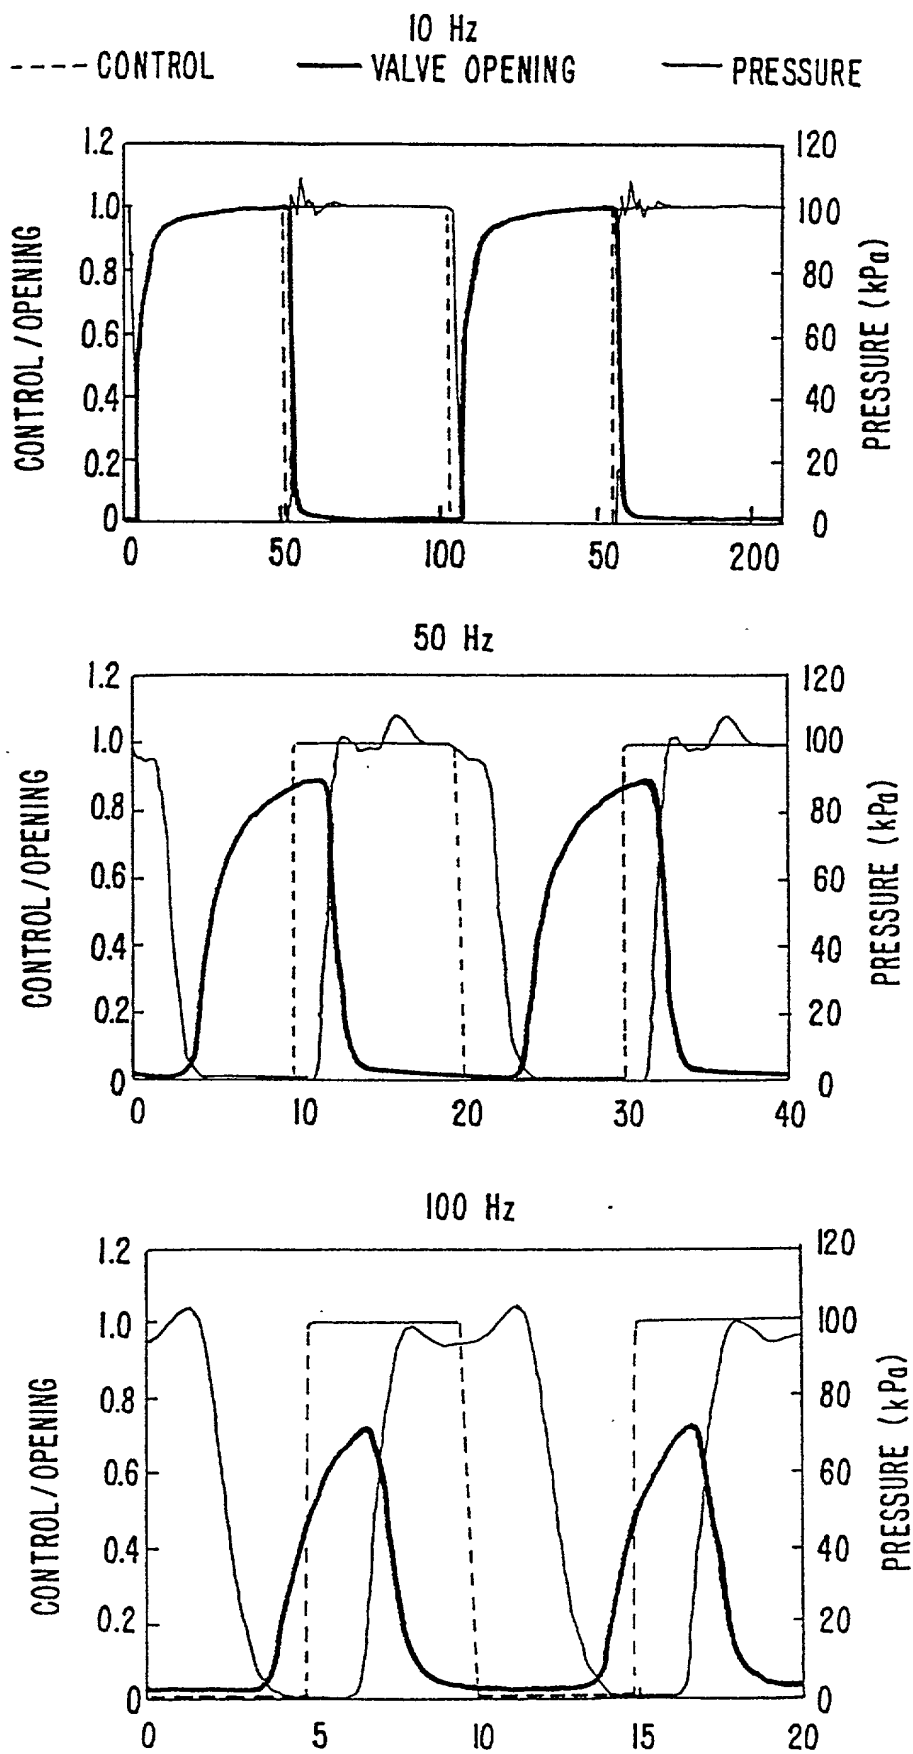 10 Hz
CONTROL VALVE OPENING PRESSURE
1.2 120
1.0 100
0.8 80
0.6 60
0.4 40
0.2 20
0 0
CONTROL/OPENING
PRESSURE (kPa)
0 50 100 50 200
50 Hz
1.2 120
1.0 100
0.8 80
0.6 60
0.4 40
0.2 20
0 0
CONTROL/OPENING
PRESSURE (kPa)
0 10 20 30 40
100 Hz
1.2 120
1.0 100
0.8 80
0.6 60
0.4 40
0.2 20
0 0
CONTROL/OPENING
PRESSURE (kPa)
0 5 10 15 20